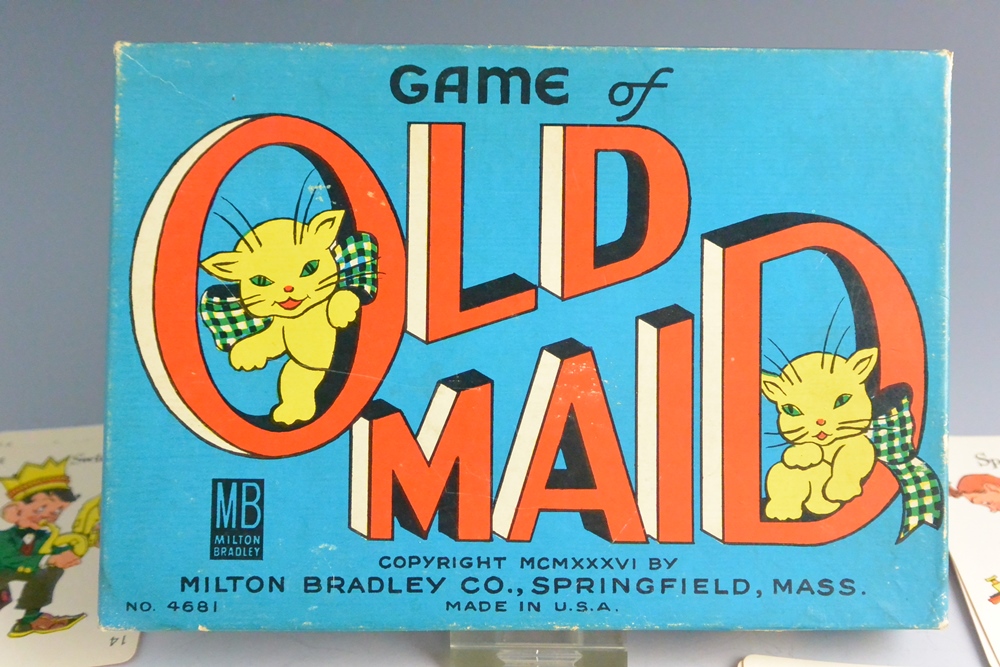 GAME of
OLD
MAID
MB
MILTON
BRADLEY
COPYRIGHT MCMXXXVI BY
MILTON BRADLEY CO., SPRINGFIELD, MASS.
NO. 4681
MADE IN U.S.A.
14